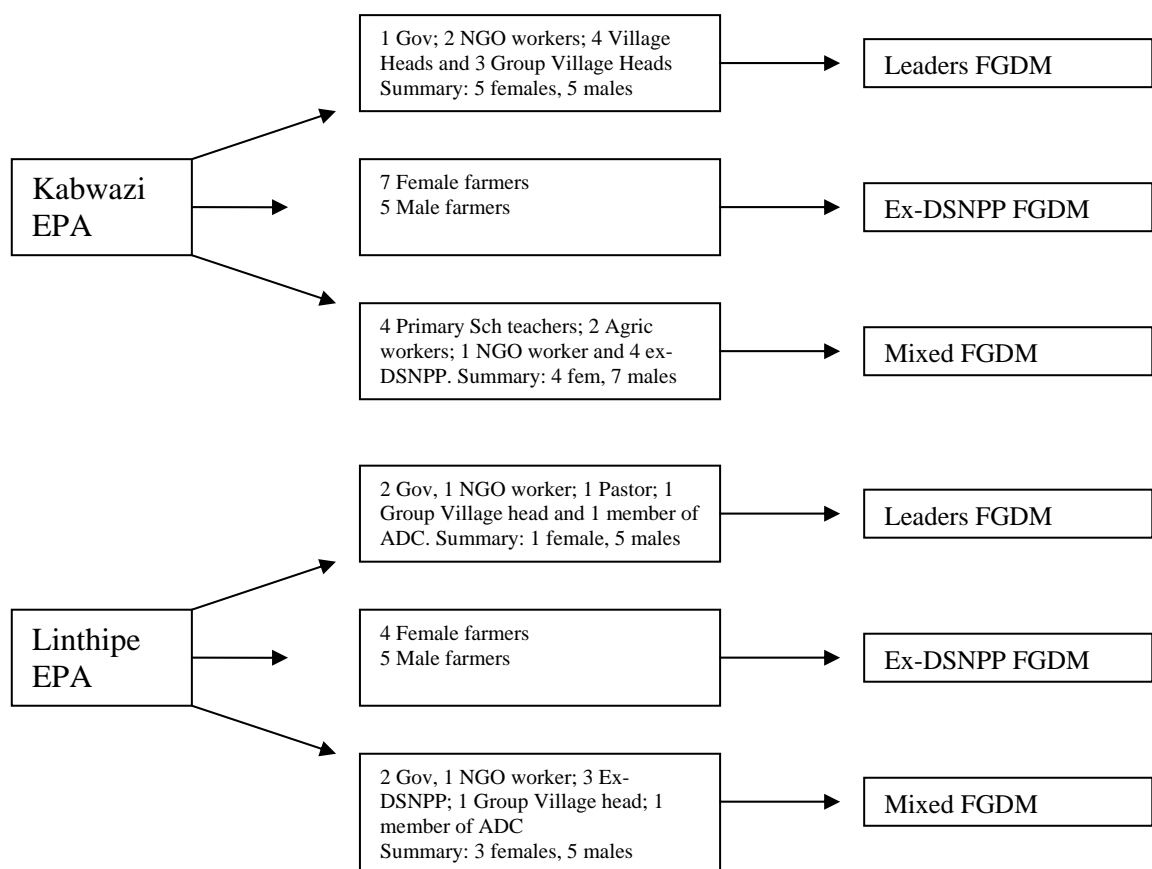 1 Gov; 2 NGO workers; 4 Village
Heads and 3 Group Village Heads
Summary: 5 females, 5 males
Leaders FGDM
Kabwazi
EPA
7 Female farmers
5 Male farmers
Ex-DSNPP FGDM
4 Primary Sch teachers; 2 Agric
workers; 1 NGO worker and 4 ex-
DSNPP. Summary: 4 fem, 7 males
Mixed FGDM
2 Gov, 1 NGO worker; 1 Pastor; 1
Group Village head and 1 member of
ADC. Summary: 1 female, 5 males
Leaders FGDM
Linthipe
EPA
4 Female farmers
5 Male farmers
Ex-DSNPP FGDM
2 Gov, 1 NGO worker; 3 Ex-
DSNPP; 1 Group Village head; 1
member of ADC
Summary: 3 females, 5 males
Mixed FGDM